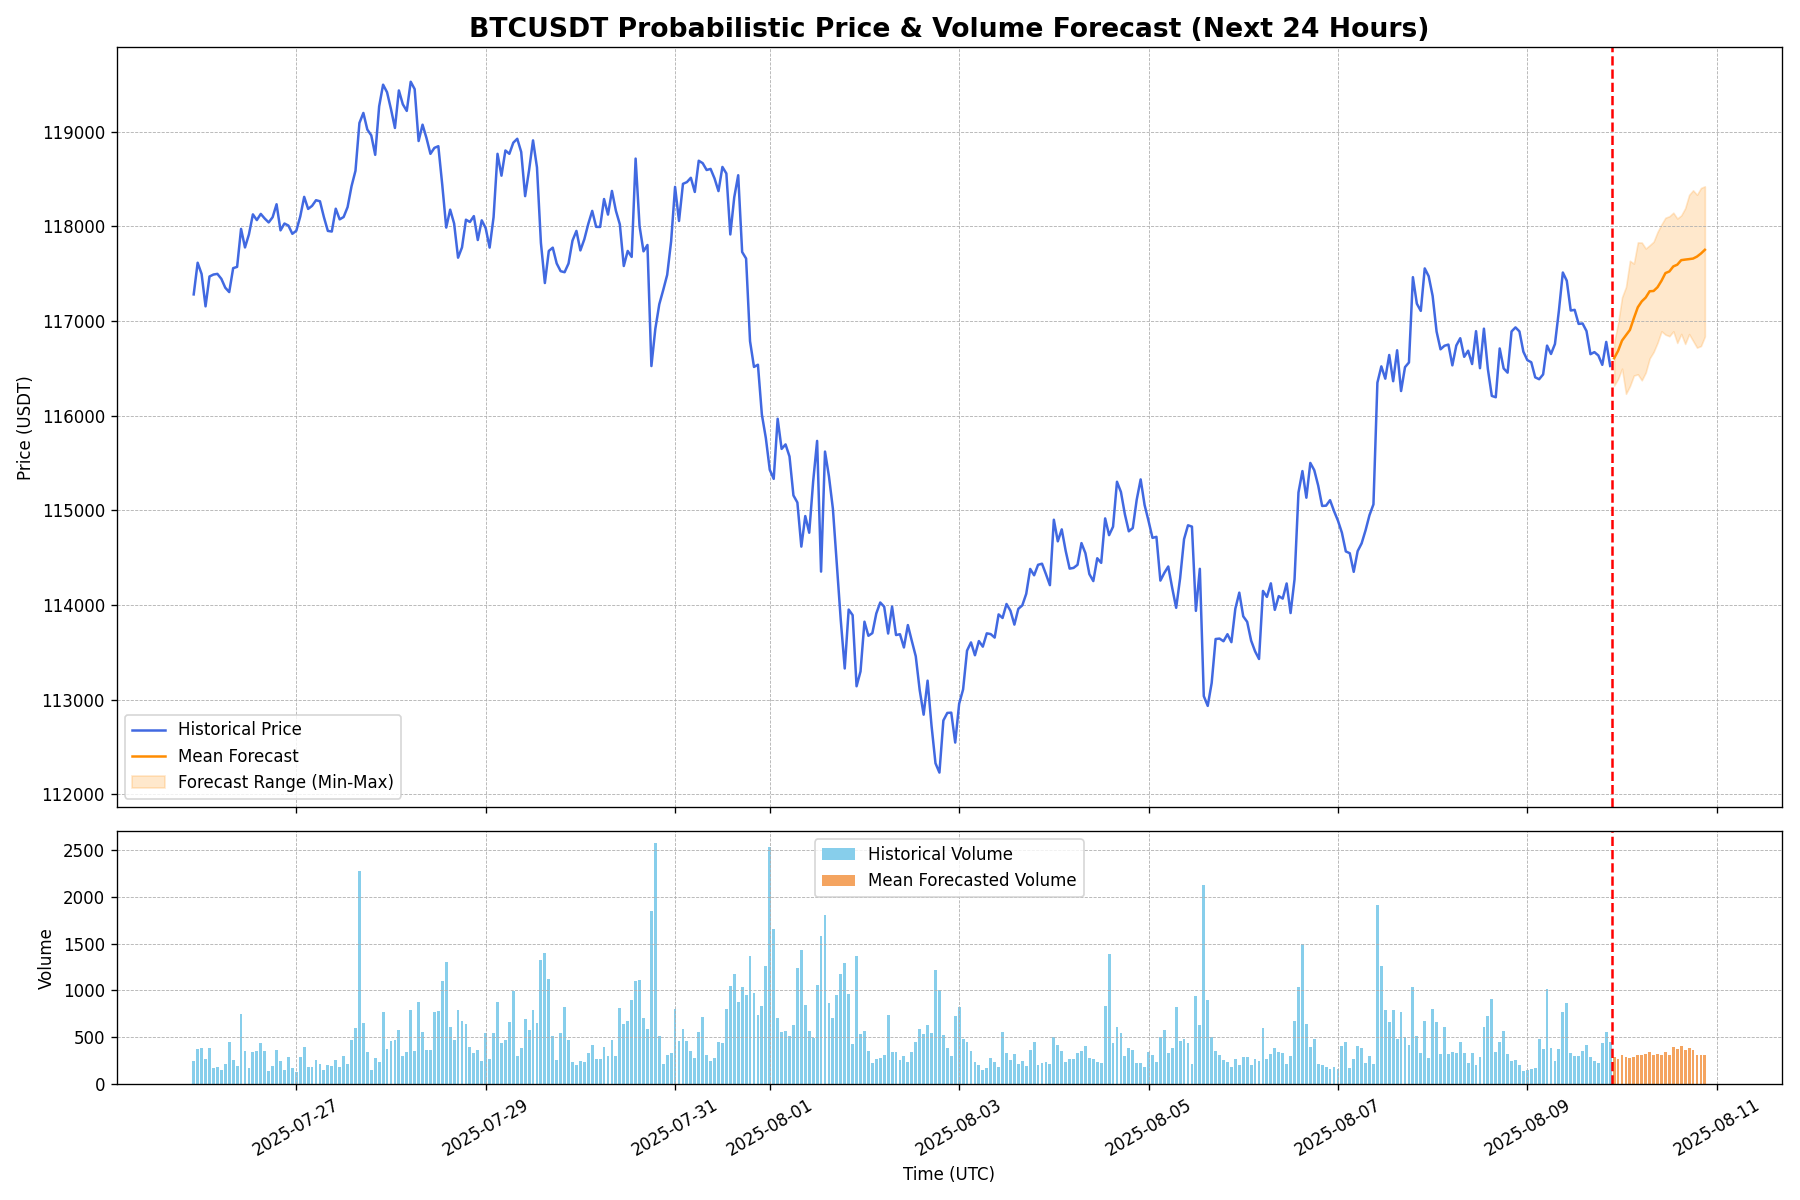 BTCUSDT Probabilistic Price & Volume Forecast (Next 24 Hours)
119000
118000
117000
116000
115000
114000
113000
112000
Price (USDT)
Historical Price
Mean Forecast
Forecast Range (Min-Max)
2500
2000
1500
1000
500
0
Volume
Historical Volume
Mean Forecasted Volume
2025-07-27
2025-07-29
2025-07-31
2025-08-01
2025-08-03
2025-08-05
2025-08-07
2025-08-09
2025-08-11
Time (UTC)